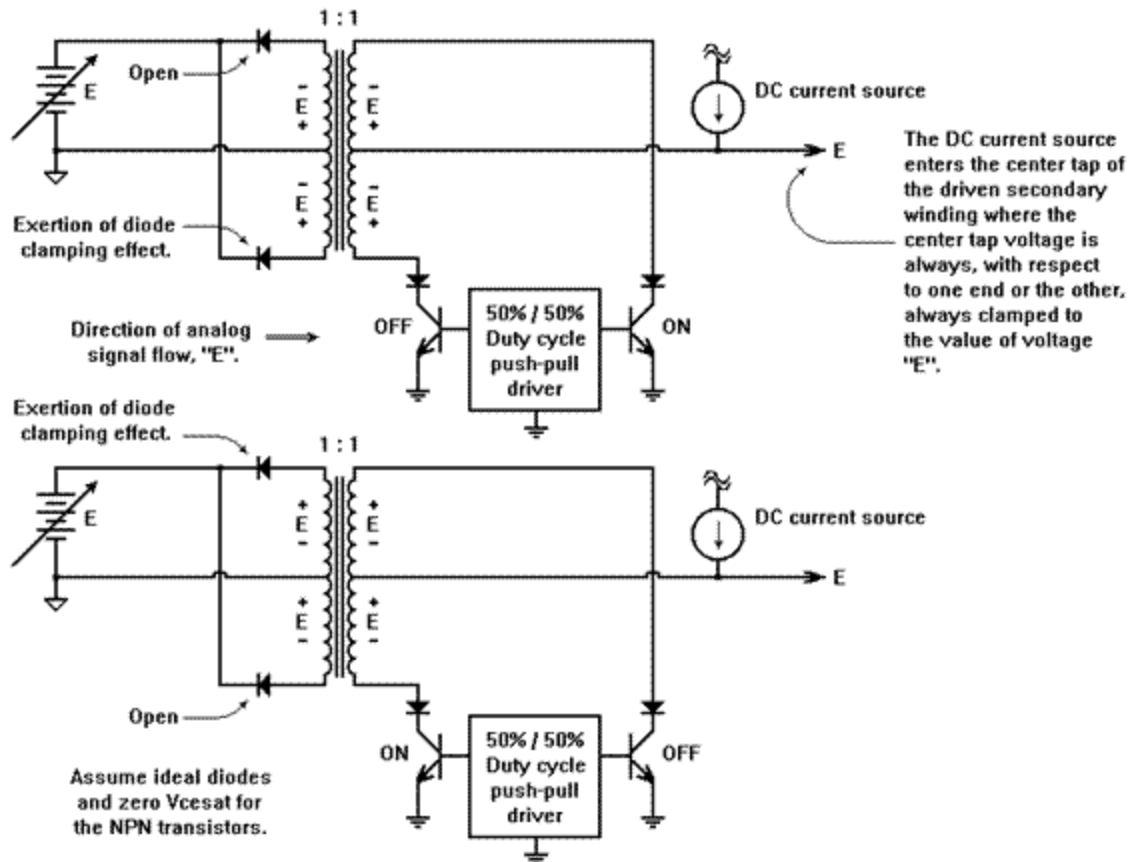 1 : 1
Open
E
-
E
+
-
E
+
-
E
+
-
E
+
DC current source
E
The DC current source
enters the center tap of
the driven secondary
winding where the
center tap voltage is
always, with respect
to one end or the other,
always clamped to
the value of voltage
"E".
Exertion of diode
clamping effect.
Direction of analog
signal flow, "E".
OFF
50% / 50%
Duty cycle
push-pull
driver
ON
Exertion of diode
clamping effect.
1 : 1
E
+
E
-
+
E
-
+
E
-
+
E
-
DC current source
E
Open
ON
50% / 50%
Duty cycle
push-pull
driver
OFF
Assume ideal diodes
and zero Vcesat for
the NPN transistors.